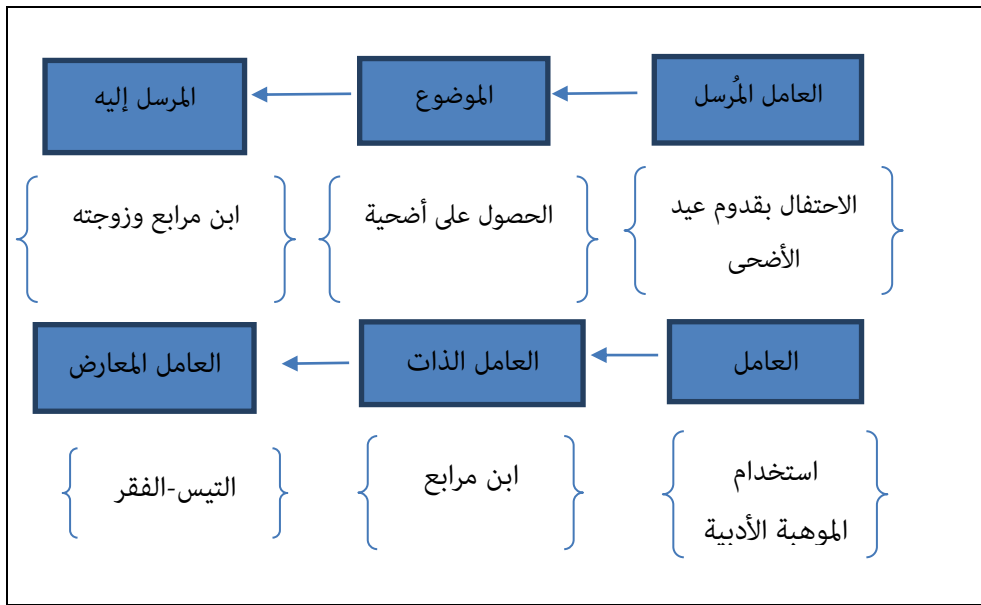 العامل المُرسل
الموضوع
المرسل إليه
الاحتفال بقدوم عيد
الأضحى
الحصول على أضحية
ابن مرابع وزوجته
العامل
العامل الذات
العامل المعارض
استخدام
الموهبة الأدبية
ابن مرابع
التيس-الفقر